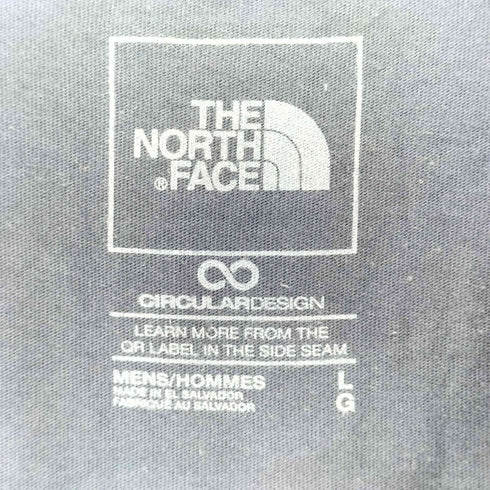 THE
NORTH
®FACE
CIRCULARDESIGN
LEARN MORE FROM THE
QR LABEL IN THE SIDE SEAM
MENS/HOMMES L
MADE IN EL SALVADOR G
FABRIQUÉ AU SALVADOR